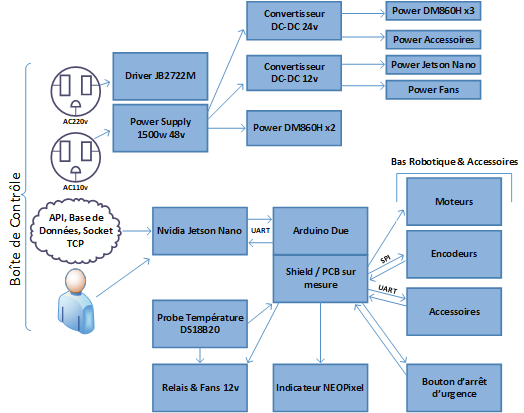 Boîte de Contrôle
AC220v
AC110v
Driver JB2722M
Power Supply
1500w 48v
Convertisseur
DC-DC 24v
Convertisseur
DC-DC 12v
Power DM860H x2
Power DM860H x3
Power Accessoires
Power Jetson Nano
Power Fans
API, Base de
Données, Socket
TCP
Nvidia Jetson Nano
UART
Arduino Due
Shield / PCB sur
mesure
Probe Température
DS18B20
Relais & Fans 12v
Indicateur NEOPixel
Bas Robotique & Accessoires
Moteurs
SPI
Encodeurs
UART
Accessoires
Bouton d'arrêt
d'urgence